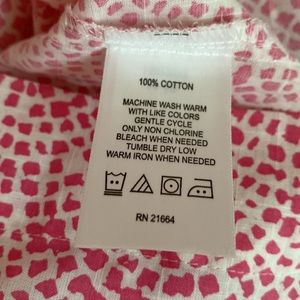 100% COTTON
MACHINE WASH WARM
WITH LIKE COLORS
GENTLE CYCLE
ONLY NON CHLORINE
BLEACH WHEN NEEDED
TUMBLE DRY LOW
WARM IRON WHEN NEEDED
RN 21664